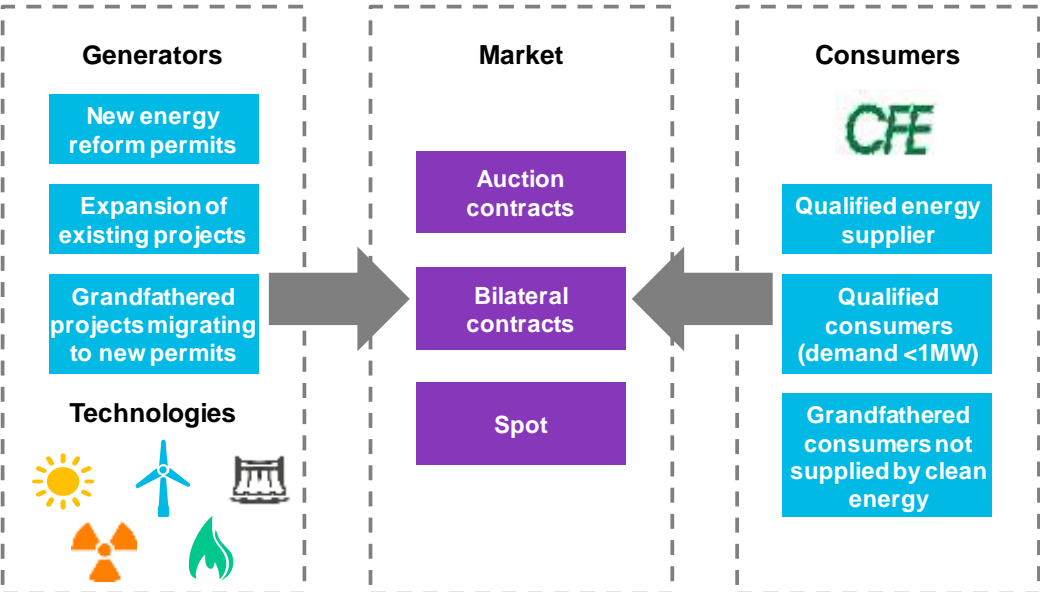 Generators
New energy
reform permits
Expansion of
existing projects
Grandfathered
projects migrating
to new permits
Technologies
Market
Auction
contracts
Bilateral
contracts
Spot
Consumers
CFE
Qualified energy
supplier
Qualified
consumers
(demand <1MW)
Grandfathered
consumers not
supplied by clean
energy